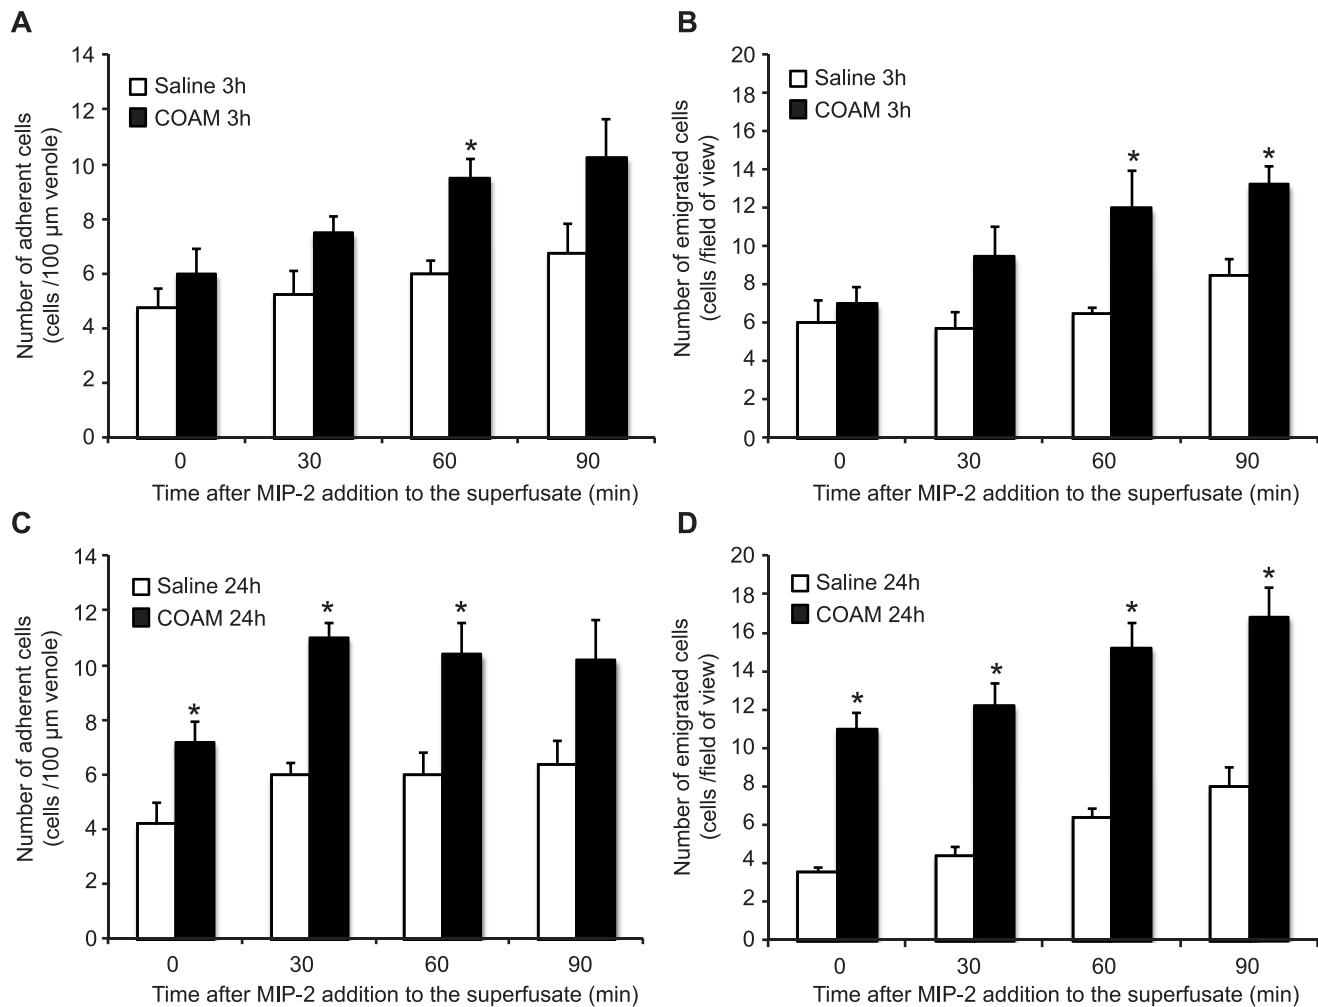 A
Number of adherent cells
(cells /100 µm venole)
14
12
10
8
6
4
2
0
Saline 3h
COAM 3h
*
0 30 60 90
Time after MIP-2 addition to the superfusate (min)
B
Number of emigrated cells
(cells /field of view)
20
18
16
14
12
10
8
6
4
2
0
Saline 3h
COAM 3h
* *
0 30 60 90
Time after MIP-2 addition to the superfusate (min)
C
Number of adherent cells
(cells /100 µm venole)
14
12
10
8
6
4
2
0
Saline 24h
COAM 24h
* * *
0 30 60 90
Time after MIP-2 addition to the superfusate (min)
D
Number of emigrated cells
(cells /field of view)
20
18
16
14
12
10
8
6
4
2
0
Saline 24h
COAM 24h
* * * *
0 30 60 90
Time after MIP-2 addition to the superfusate (min)